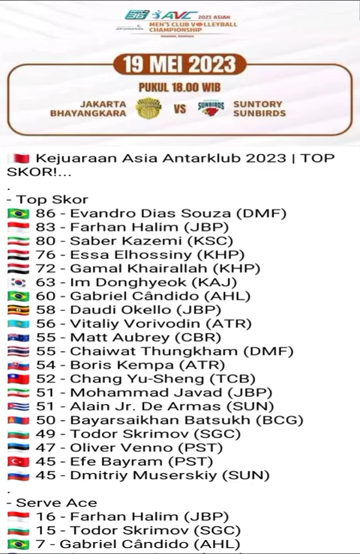 AVC 2023 ASIAN
MEN'S CLUB VOLLEYBALL
CHAMPIONSHIP
19 MEI 2023
PUKUL 18.00 WIB
JAKARTA BHAYANGKARA VS SUNTORY SUNBIRDS
SUNBIRDS
🇧🇭 Kejuaraan Asia Antarklub 2023 | TOP
SKOR!...
.
- Top Skor
🇧🇷 86 - Evandro Dias Souza (DMF)
🇮🇩 83 - Farhan Halim (JBP)
🇮🇷 80 - Saber Kazemi (KSC)
🇾🇪 76 - Essa Elhossiny (KHP)
🇾🇪 72 - Gamal Khairallah (KHP)
🇰🇷 63 - Im Donghyeok (KAJ)
🇧🇷 60 - Gabriel Cândido (AHL)
🇺🇬 58 - Daudi Okello (JBP)
🇰🇿 56 - Vitaliy Vorivodin (ATR)
🇦🇺 55 - Matt Aubrey (CBR)
🇹🇭 55 - Chaiwat Thungkham (DMF)
🇷🇺 54 - Boris Kempa (ATR)
🇹🇼 52 - Chang Yu-Sheng (TCB)
🇮🇷 51 - Mohammad Javad (JBP)
🇨🇺 51 - Alain Jr. De Armas (SUN)
🇲🇳 50 - Bayarsaikhan Batsukh (BCG)
🇧🇬 49 - Todor Skrimov (SGC)
🇪🇪 47 - Oliver Venno (PST)
🇹🇷 45 - Efe Bayram (PST)
🇷🇺 45 - Dmitriy Muserskiy (SUN)
.
- Serve Ace
🇮🇩 16 - Farhan Halim (JBP)
🇧🇬 15 - Todor Skrimov (SGC)
🇧🇷 7 - Gabriel Cândido (AHL)